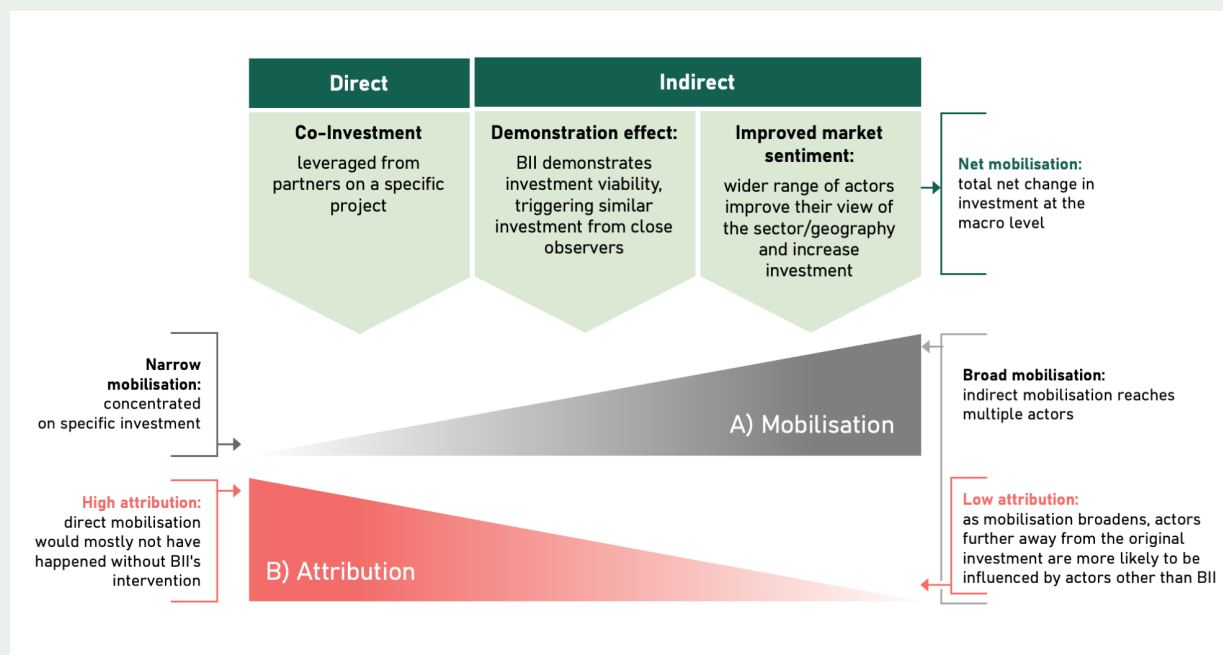 Direct
Indirect
Co-Investment
leveraged from
partners on a specific
project
Demonstration effect:
BII demonstrates
investment viability,
triggering similar
investment from close
observers
Improved market
sentiment:
wider range of actors
improve their view of
the sector/geography
and increase
investment
Net mobilisation:
total net change in
investment at the
macro level
Narrow
mobilisation:
concentrated
on specific investment
A) Mobilisation
Broad mobilisation:
indirect mobilisation reaches
multiple actors
High attribution:
direct mobilisation
would mostly not have
happened without BII's
intervention
B) Attribution
Low attribution:
as mobilisation broadens, actors
further away from the original
investment are more likely to be
influenced by actors other than BII